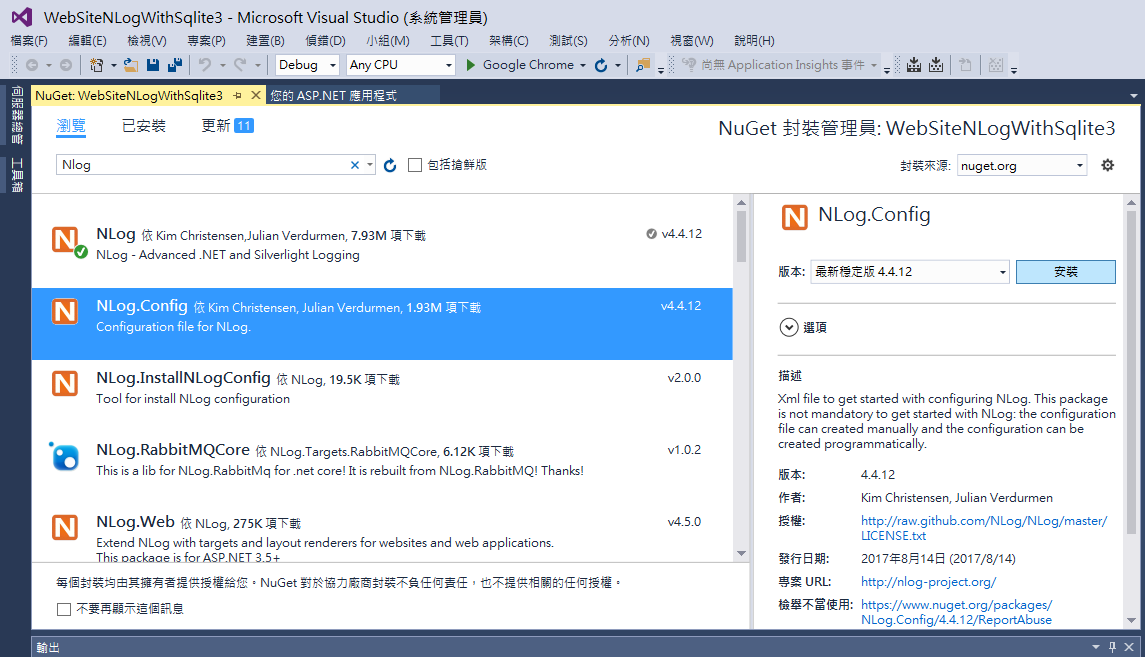 WebSiteNLogWithSqlite3 - Microsoft Visual Studio (系統管理員)
檔案(F) 編輯(E) 檢視(V) 專案(P) 建置(B) 偵錯(D) 小組(M) 工具(T) 架構(C) 測試(S) 分析(N) 視窗(W) 說明(H)
Debug Any CPU Google Chrome 尚無 Application Insights 事件
伺服器總管
工具箱
NuGet: WebSiteNLogWithSqlite3 您的 ASP.NET 應用程式
瀏覽 已安裝 更新 11
NuGet 封裝管理員: WebSiteNLogWithSqlite3
Nlog 包括搶鮮版
封裝來源: nuget.org
NLog 依 Kim Christensen,Julian Verdurmen, 7.93M 項下載 v4.4.12
NLog - Advanced .NET and Silverlight Logging
NLog.Config 依 Kim Christensen, Julian Verdurmen, 1.93M 項下載 v4.4.12
Configuration file for NLog.
NLog.InstallNLogConfig 依 NLog, 19.5K 項下載 v2.0.0
Tool for install NLog configuration
NLog.RabbitMQCore 依 NLog.Targets.RabbitMQCore, 6.12K 項下載 v1.0.2
This is a lib for NLog.RabbitMq for .net core! It is rebuilt from NLog.RabbitMQ! Thanks!
NLog.Web 依 NLog, 275K 項下載 v4.5.0
Extend NLog with targets and layout renderers for websites and web applications.
This package is for ASP.NET 3.5+
每個封裝均由其擁有者提供授權給您。NuGet 對於協力廠商封裝不負任何責任，也不提供相關的任何授權。
不要再顯示這個訊息
NLog.Config
版本: 最新穩定版 4.4.12 安裝
選項
描述
Xml file to get started with configuring NLog. This package
is not mandatory to get started with NLog: the configuration
file can created manually and the configuration can be
created programmatically.
版本: 4.4.12
作者: Kim Christensen, Julian Verdurmen
授權: http://raw.github.com/NLog/NLog/master/
LICENSE.txt
發行日期: 2017年8月14日 (2017/8/14)
專案 URL: http://nlog-project.org/
檢舉不當使用: https://www.nuget.org/packages/
NLog.Config/4.4.12/ReportAbuse
輸出